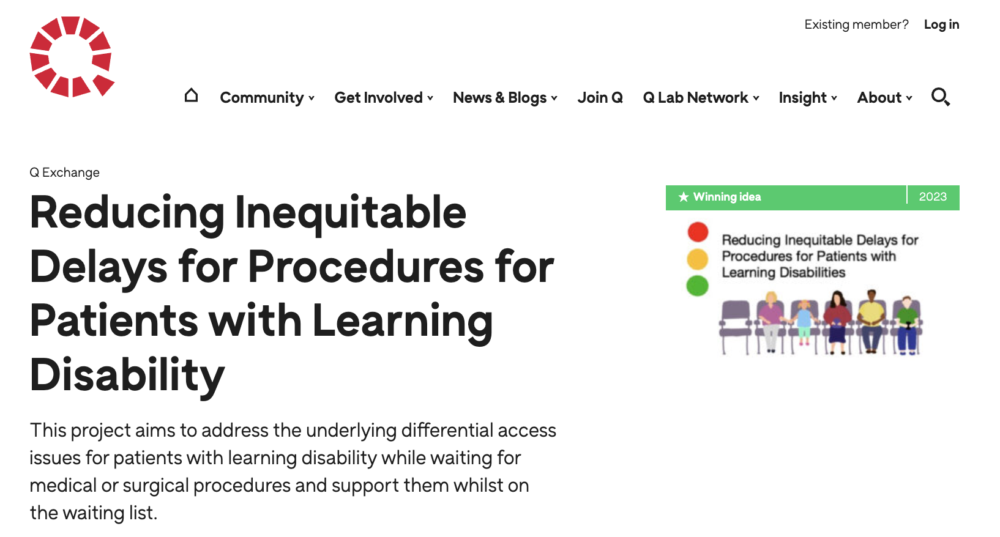 Existing member? Log in
Community Get Involved News & Blogs Join Q Q Lab Network Insight About
Q Exchange
Reducing Inequitable
Delays for Procedures for
Patients with Learning
Disability
This project aims to address the underlying differential access
issues for patients with learning disability while waiting for
medical or surgical procedures and support them whilst on
the waiting list.
Winning idea 2023
Reducing Inequitable Delays for
Procedures for Patients with
Learning Disabilities